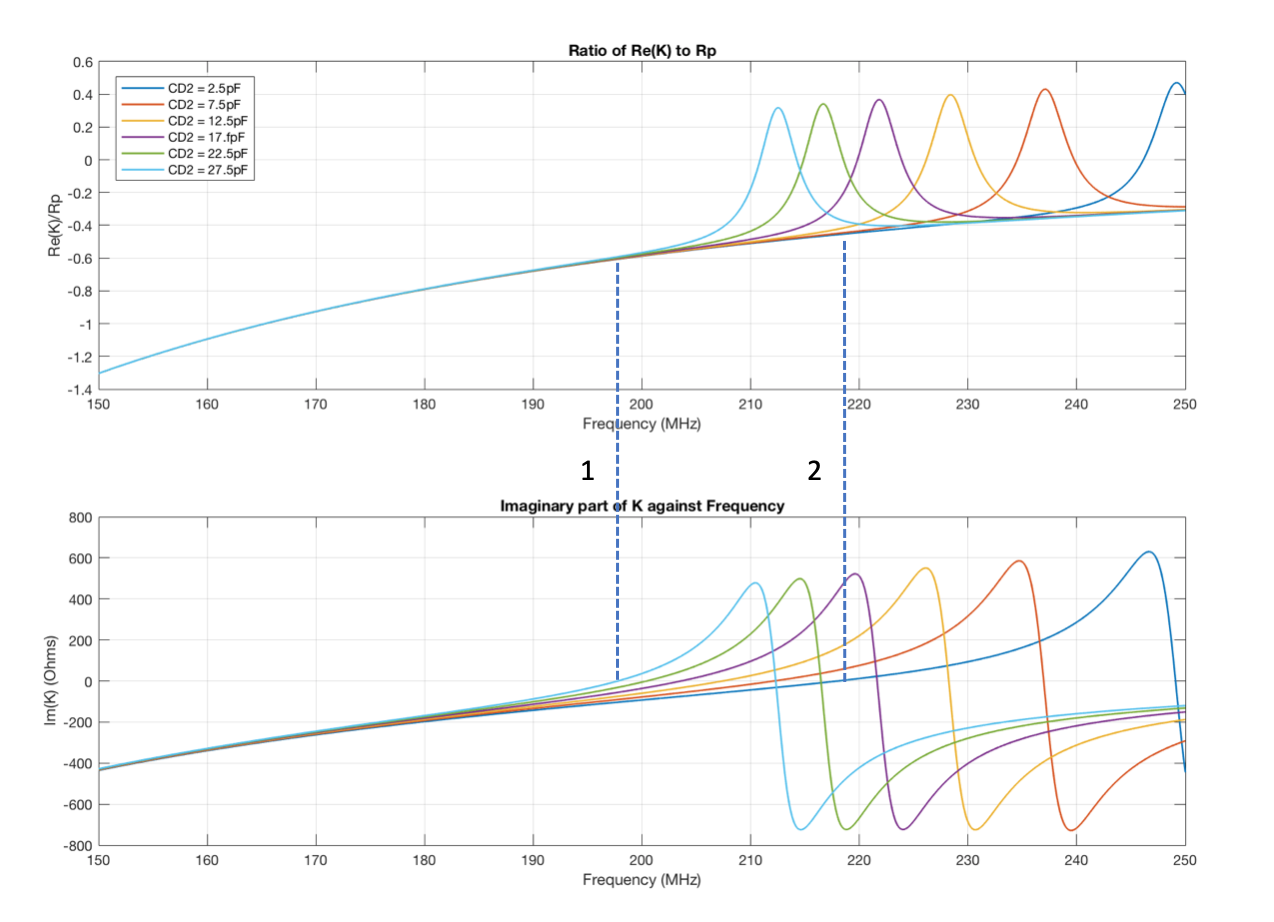 Ratio of Re(K) to Rp
0.6
0.4
0.2
0
-0.2
-0.4
-0.6
-0.8
-1
-1.2
-1.4
Re(K)/Rp
CD2 = 2.5pF
CD2 = 7.5pF
CD2 = 12.5pF
CD2 = 17.fpF
CD2 = 22.5pF
CD2 = 27.5pF
150 160 170 180 190 200 210 220 230 240 250
Frequency (MHz)
1 2
Imaginary part of K against Frequency
800
600
400
200
0
-200
-400
-600
-800
Im(K) (Ohms)
150 160 170 180 190 200 210 220 230 240 250
Frequency (MHz)